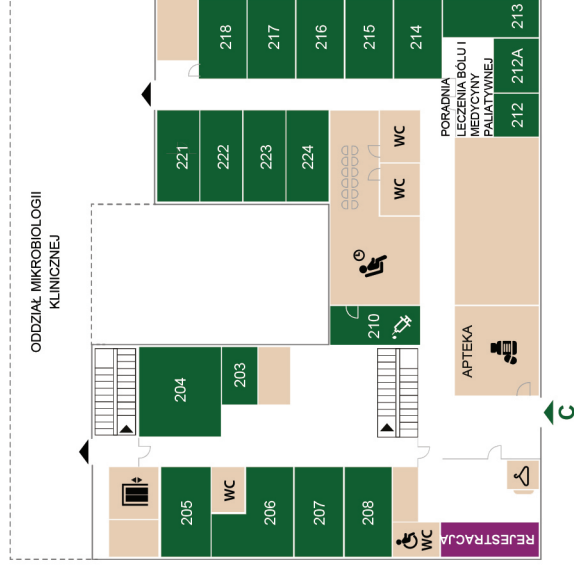 218
217
216
215
214
213
212A
212
PORADNIA
LECZENIA BÓLU I
MEDYCYNY
PALIATYWNEJ
221
222
223
224
WC
WC
ODDZIAŁ MIKROBIOLOGII
KLINICZNEJ
210
204
203
APTEKA
C
205
WC
206
207
208
WC
REJESTRACJA